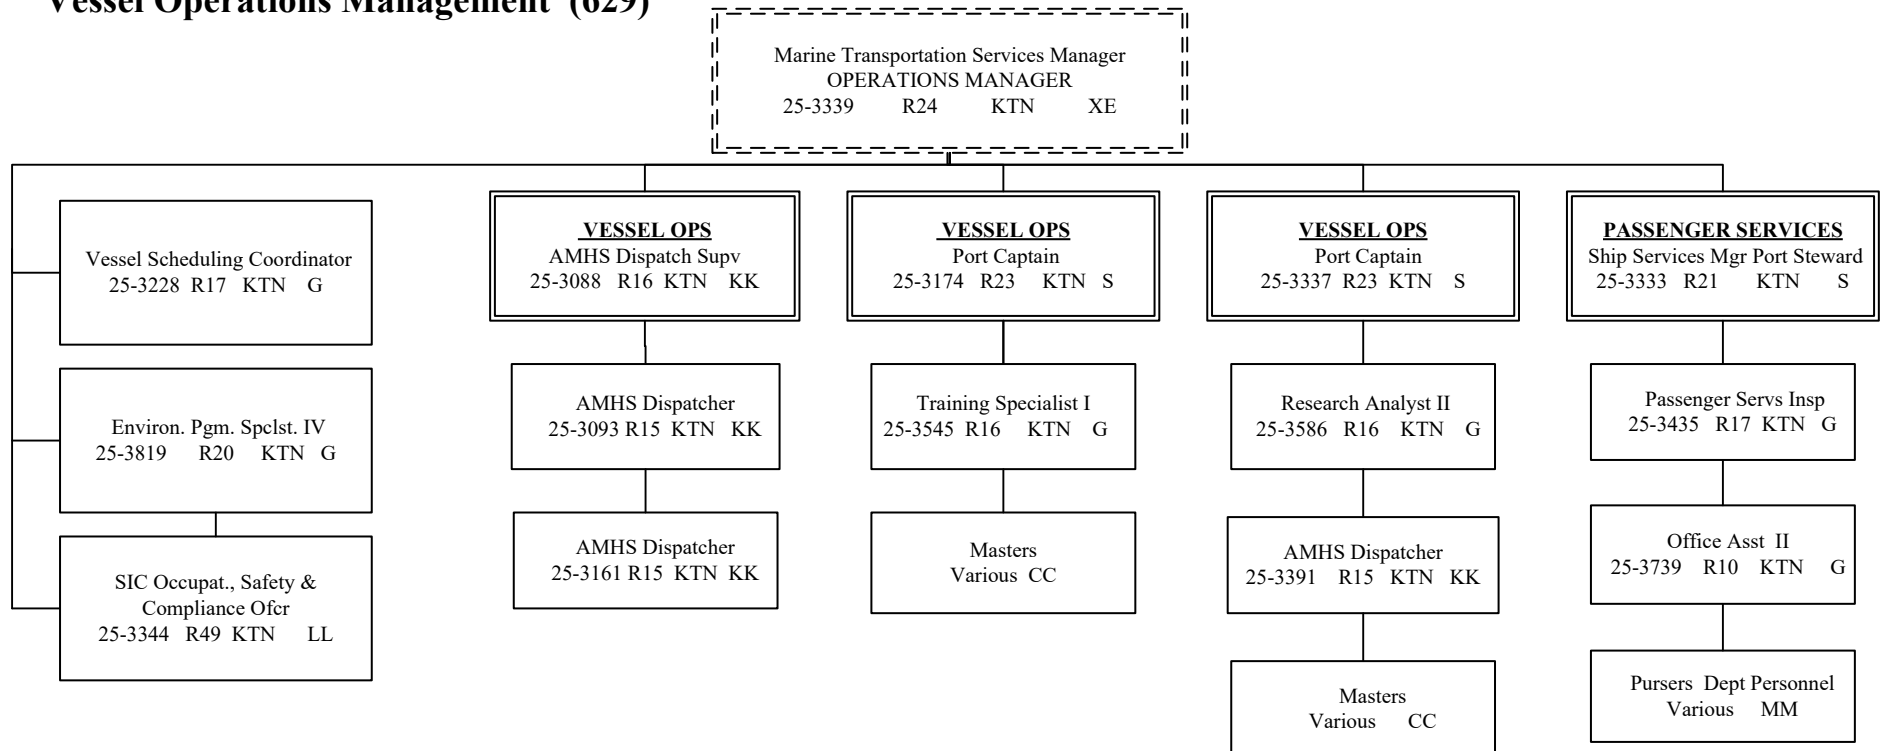 Vessel Operations Management (629)
Marine Transportation Services Manager
OPERATIONS MANAGER
25-3339 R24 KTN XE
Vessel Scheduling Coordinator
25-3228 R17 KTN G
Environ. Pgm. Spclst. IV
25-3819 R20 KTN G
SIC Occupat., Safety &
Compliance Ofcr
25-3344 R49 KTN LL
VESSEL OPS
AMHS Dispatch Supv
25-3088 R16 KTN KK
AMHS Dispatcher
25-3093 R15 KTN KK
AMHS Dispatcher
25-3161 R15 KTN KK
VESSEL OPS
Port Captain
25-3174 R23 KTN S
Training Specialist I
25-3545 R16 KTN G
Masters
Various CC
VESSEL OPS
Port Captain
25-3337 R23 KTN S
Research Analyst II
25-3586 R16 KTN G
AMHS Dispatcher
25-3391 R15 KTN KK
Masters
Various CC
PASSENGER SERVICES
Ship Services Mgr Port Steward
25-3333 R21 KTN S
Passenger Servs Insp
25-3435 R17 KTN G
Office Asst II
25-3739 R10 KTN G
Pursers Dept Personnel
Various MM